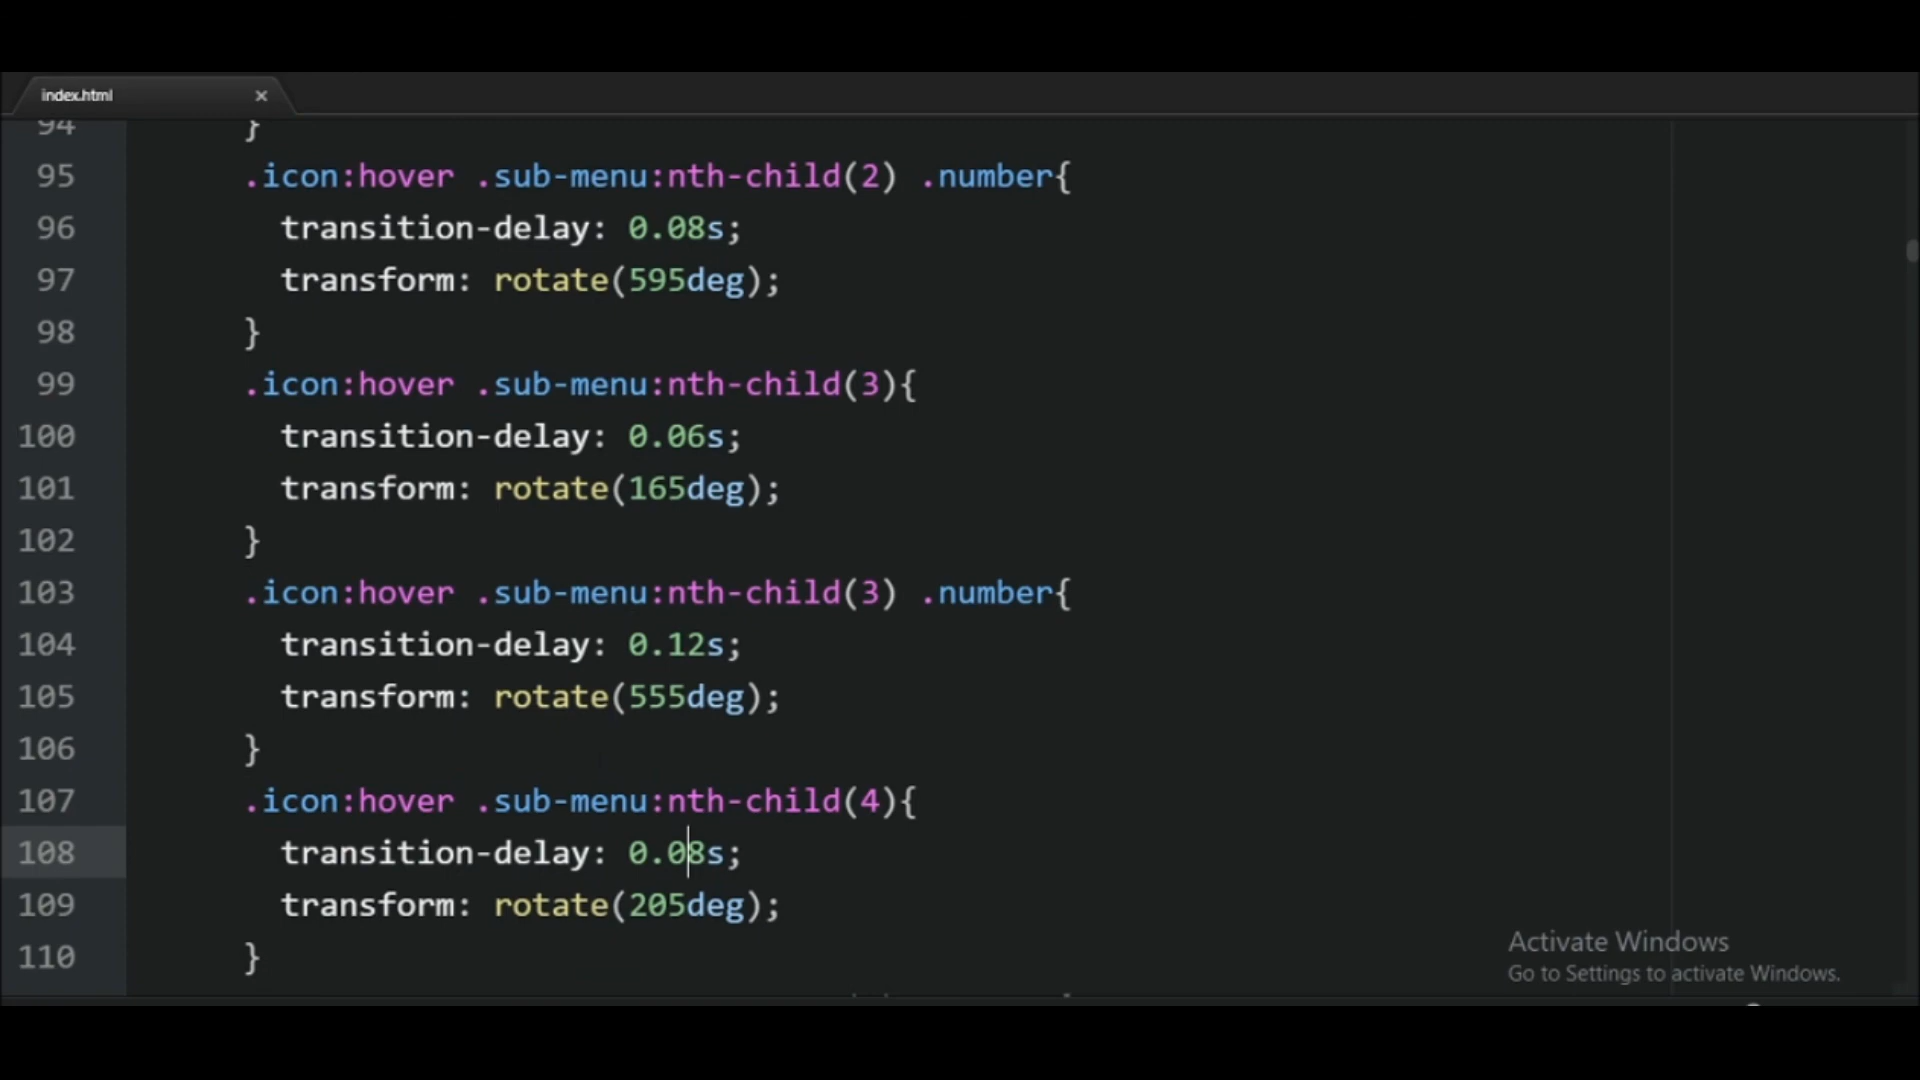 index.html ×
94 }
95 .icon:hover .sub-menu:nth-child(2) .number{
96 transition-delay: 0.08s;
97 transform: rotate(595deg);
98 }
99 .icon:hover .sub-menu:nth-child(3){
100 transition-delay: 0.06s;
101 transform: rotate(165deg);
102 }
103 .icon:hover .sub-menu:nth-child(3) .number{
104 transition-delay: 0.12s;
105 transform: rotate(555deg);
106 }
107 .icon:hover .sub-menu:nth-child(4){
108 transition-delay: 0.08s;
109 transform: rotate(205deg);
110 }
Activate Windows
Go to Settings to activate Windows.